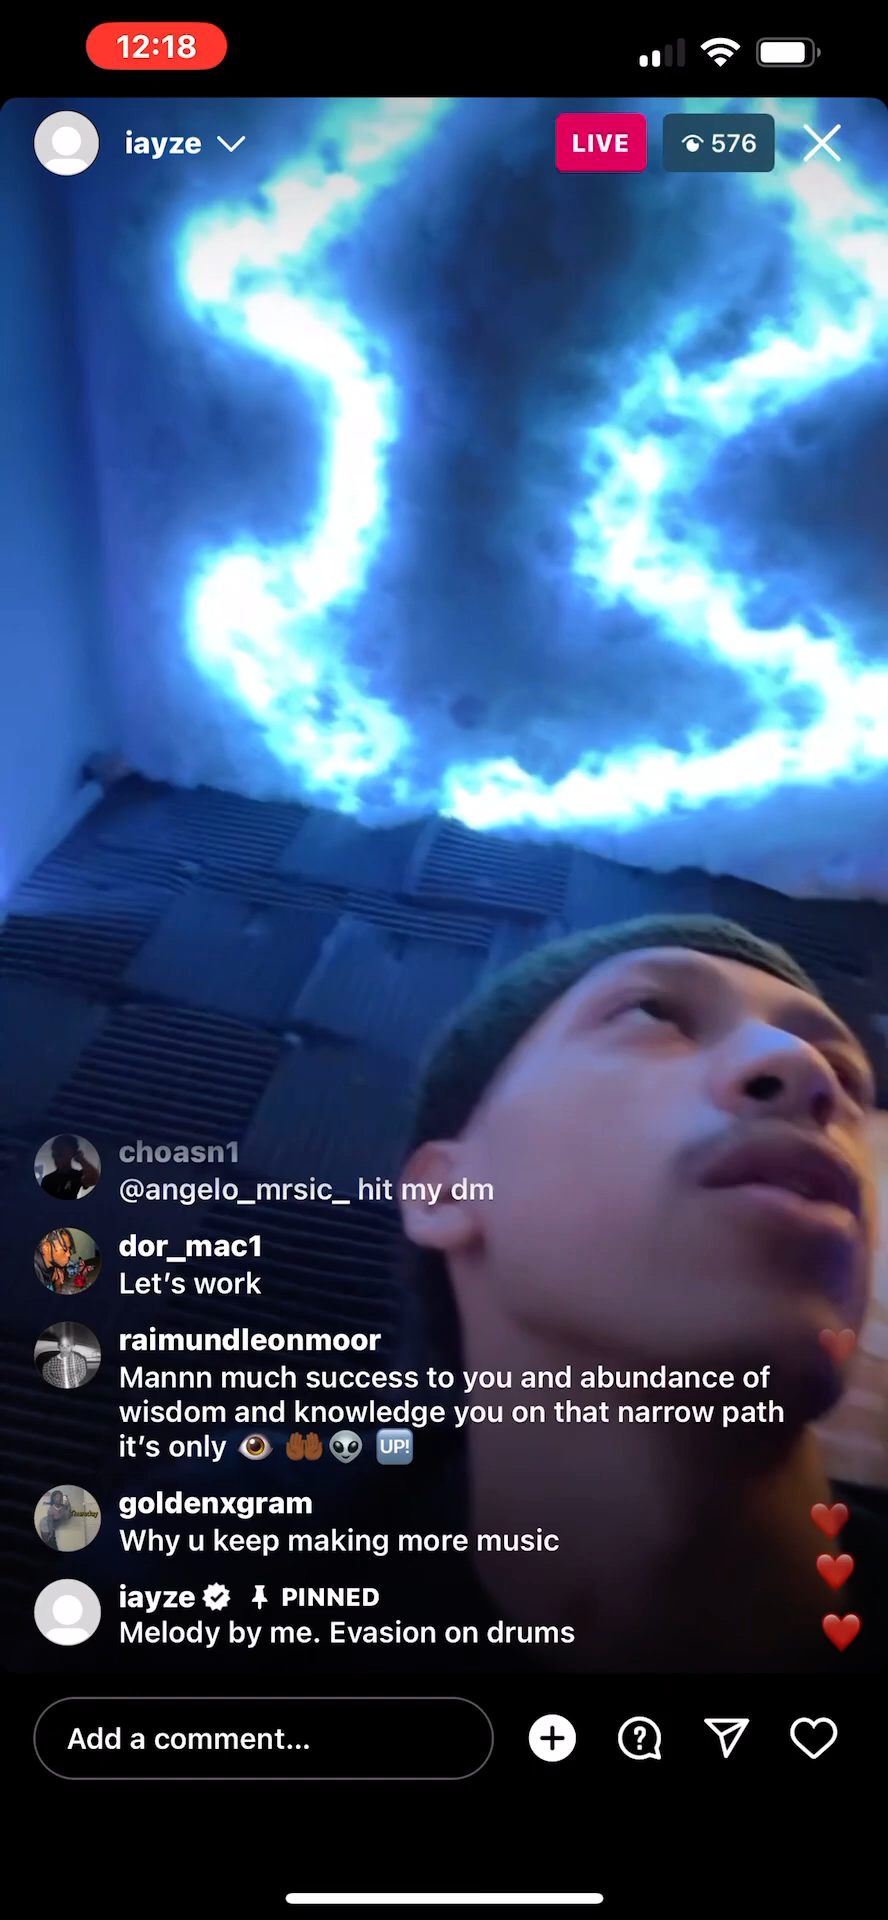 12:18
iayze
LIVE
576
choasn1
@angelo_mrsic_ hit my dm
dor_mac1
Let’s work
raimundleonmoor
Mannn much success to you and abundance of
wisdom and knowledge you on that narrow path
it’s only 👁️ 🙌🏾 👽 🆙
goldenxgram
Why u keep making more music
iayze PINNED
Melody by me. Evasion on drums
Add a comment...